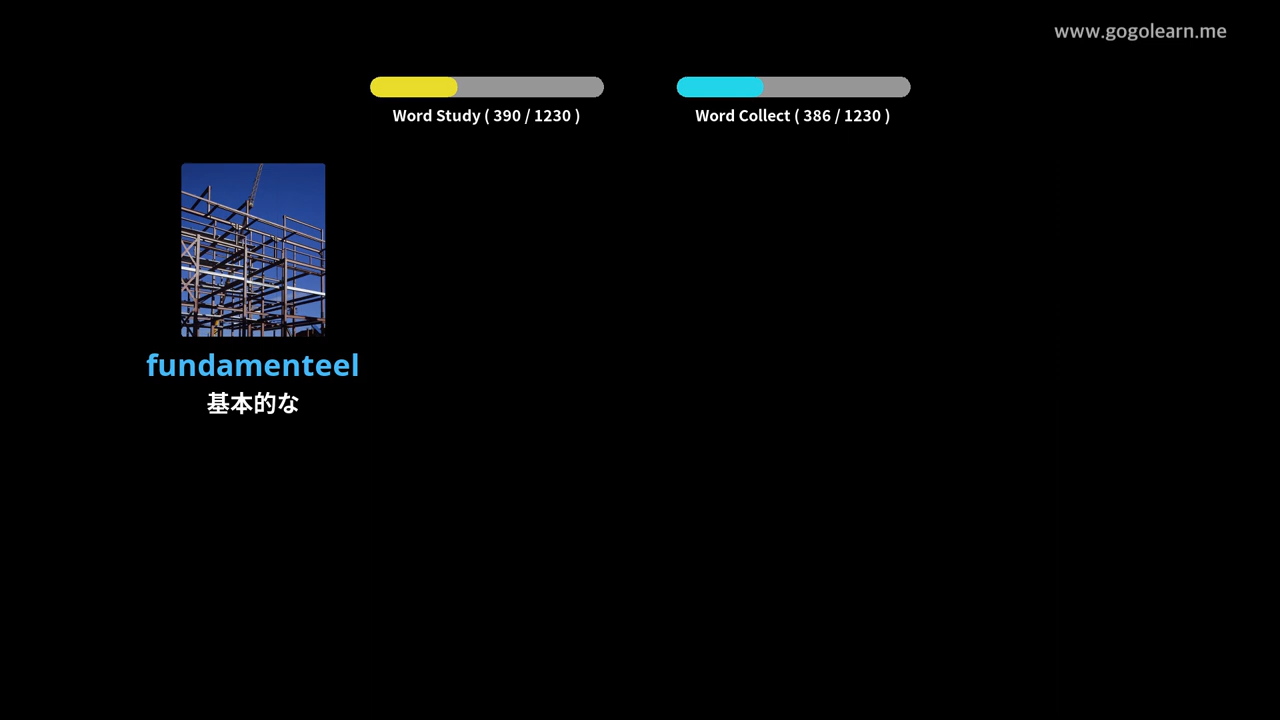 www.gogolearn.me
Word Study ( 390 / 1230 )
Word Collect ( 386 / 1230 )
fundamenteel
基本的な